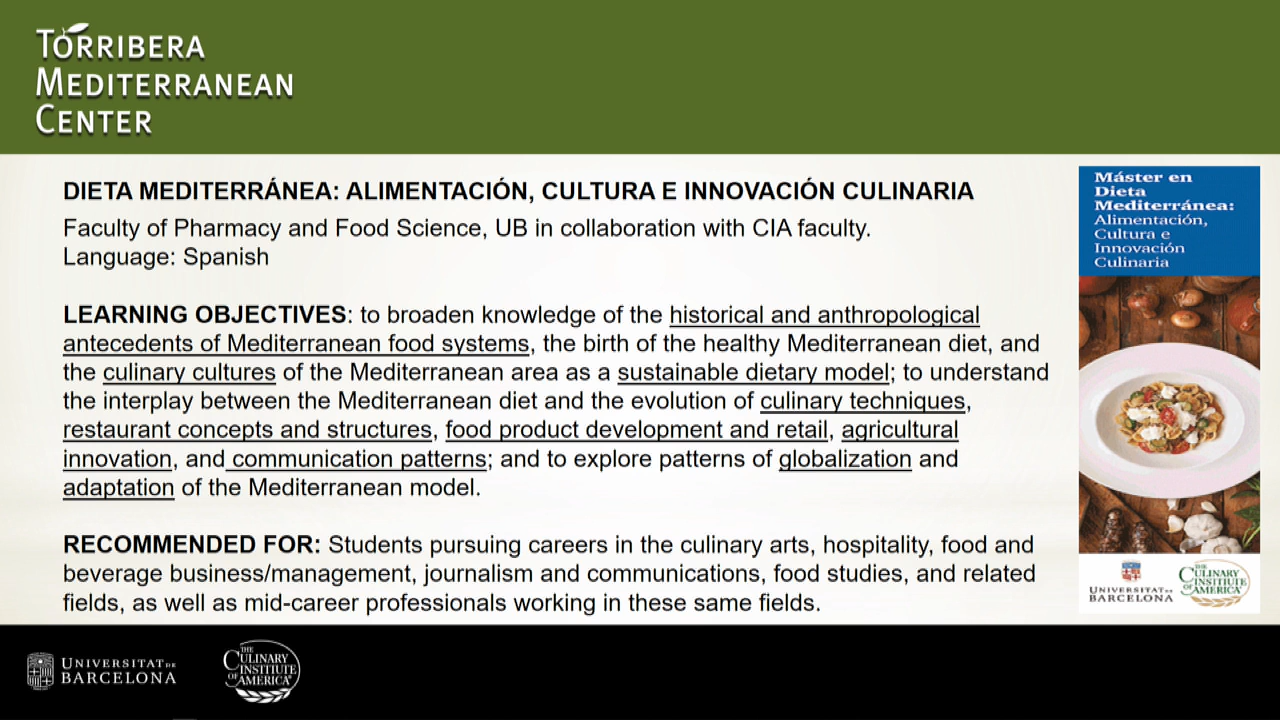 TORRIBERA
MEDITERRANEAN
CENTER
DIETA MEDITERRÁNEA: ALIMENTACIÓN, CULTURA E INNOVACIÓN CULINARIA
Faculty of Pharmacy and Food Science, UB in collaboration with CIA faculty.
Language: Spanish
LEARNING OBJECTIVES: to broaden knowledge of the historical and anthropological
antecedents of Mediterranean food systems, the birth of the healthy Mediterranean diet, and
the culinary cultures of the Mediterranean area as a sustainable dietary model; to understand
the interplay between the Mediterranean diet and the evolution of culinary techniques,
restaurant concepts and structures, food product development and retail, agricultural
innovation, and communication patterns; and to explore patterns of globalization and
adaptation of the Mediterranean model.
RECOMMENDED FOR: Students pursuing careers in the culinary arts, hospitality, food and
beverage business/management, journalism and communications, food studies, and related
fields, as well as mid-career professionals working in these same fields.
Máster en
Dieta
Mediterránea:
Alimentación,
Cultura e
Innovación
Culinaria
UNIVERSITAT DE
BARCELONA
THE
CULINARY
INSTITUTE
OF AMERICA®
UNIVERSITAT DE
BARCELONA
THE
CULINARY
INSTITUTE
OF AMERICA®